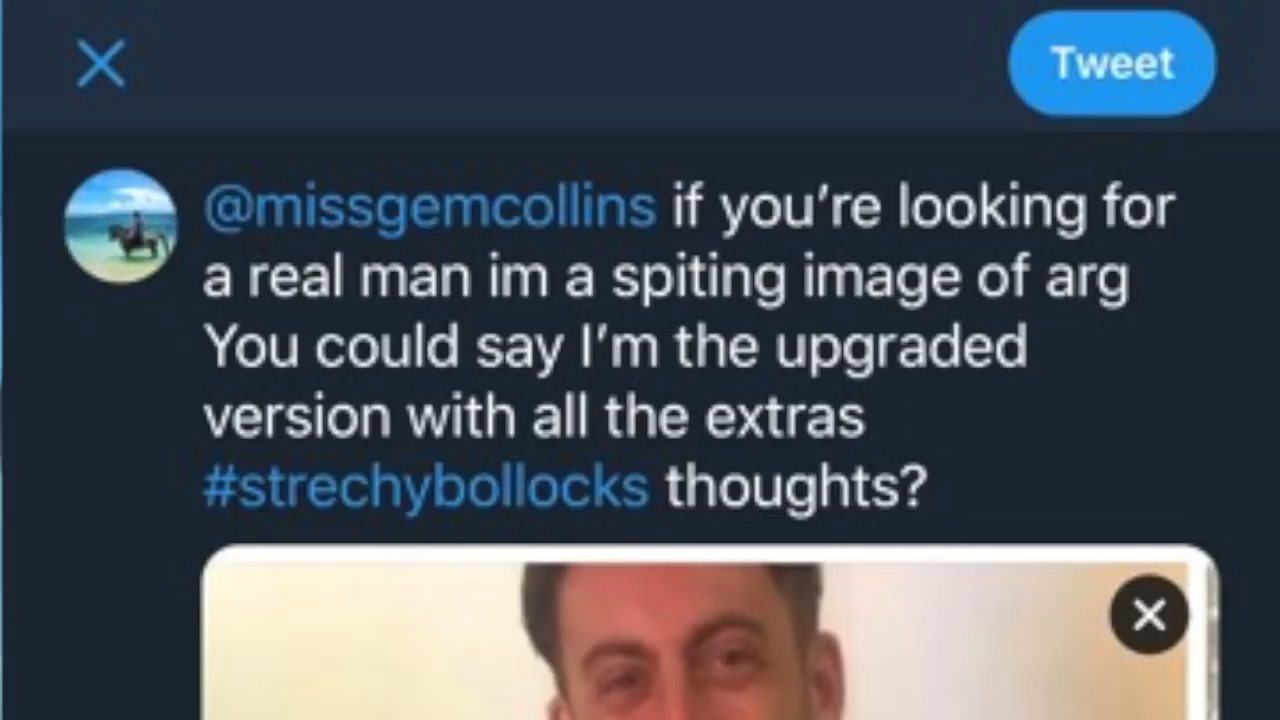 Tweet
@missgemcollins if you’re looking for
a real man im a spiting image of arg
You could say I’m the upgraded
version with all the extras
#strechybollocks thoughts?